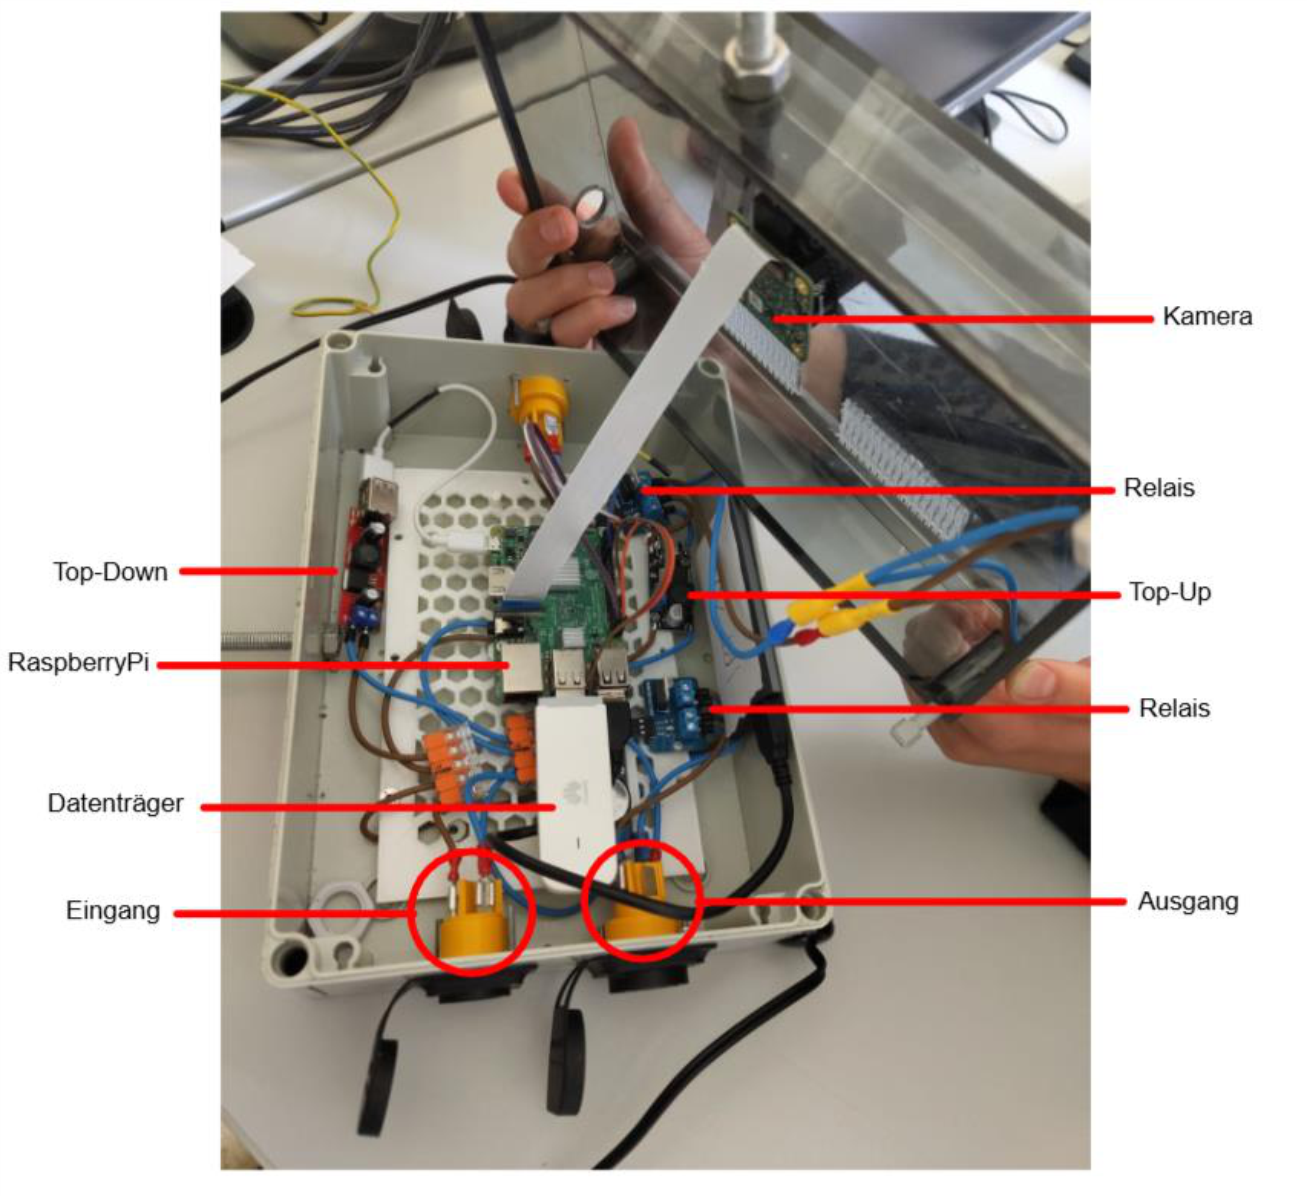 Kamera
Relais
Top-Down
Top-Up
RaspberryPi
Relais
Datenträger
Eingang
Ausgang